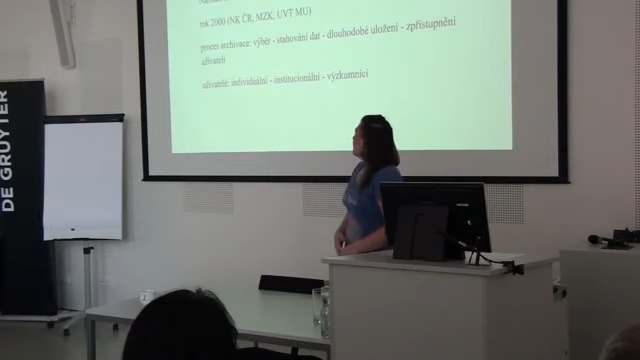 rok 2000 (NK ČR, MZK, UVT MU)
proces archivace: výběr - stahování dat - dlouhodobé uložení - zpřístupnění
uživateli
uživatelé: individuální - institucionální - výzkumníci
DE GRUYTER